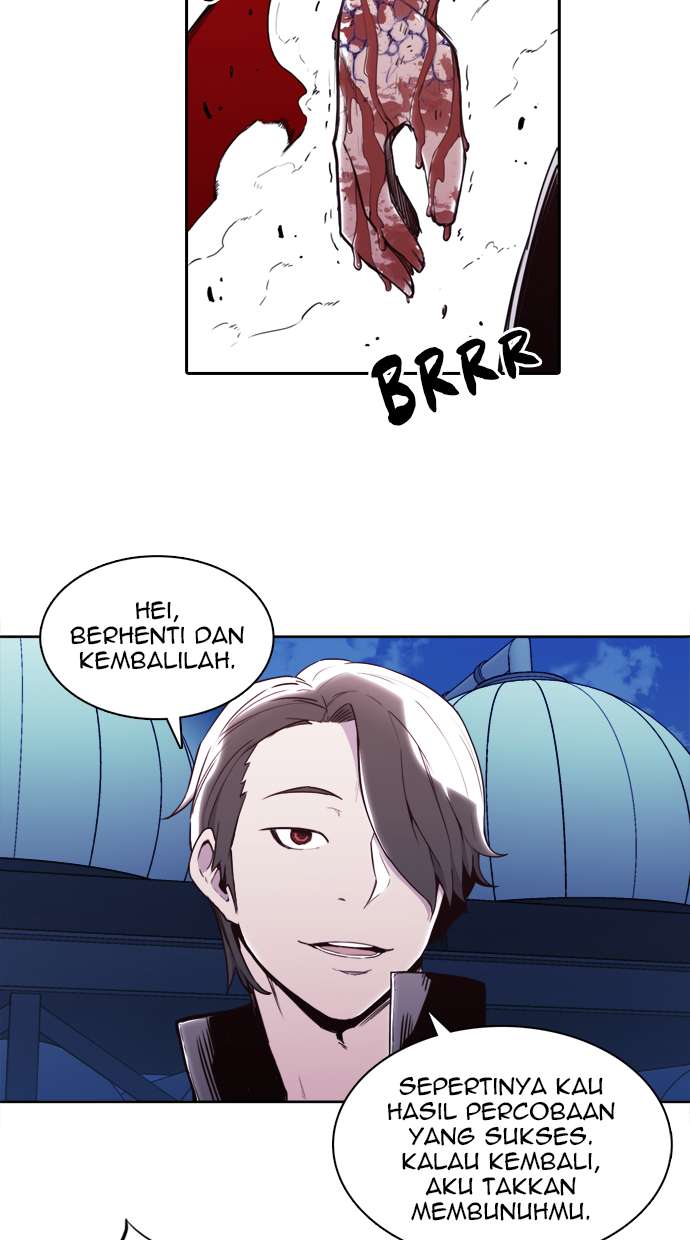 BRRR
HEI,
BERHENTI DAN
KEMBALILAH.
SEPERTINYA KAU
HASIL PERCOBAAN
YANG SUKSES.
KALAU KEMBALI,
AKU TAKKAN
MEMBUNUHMU.